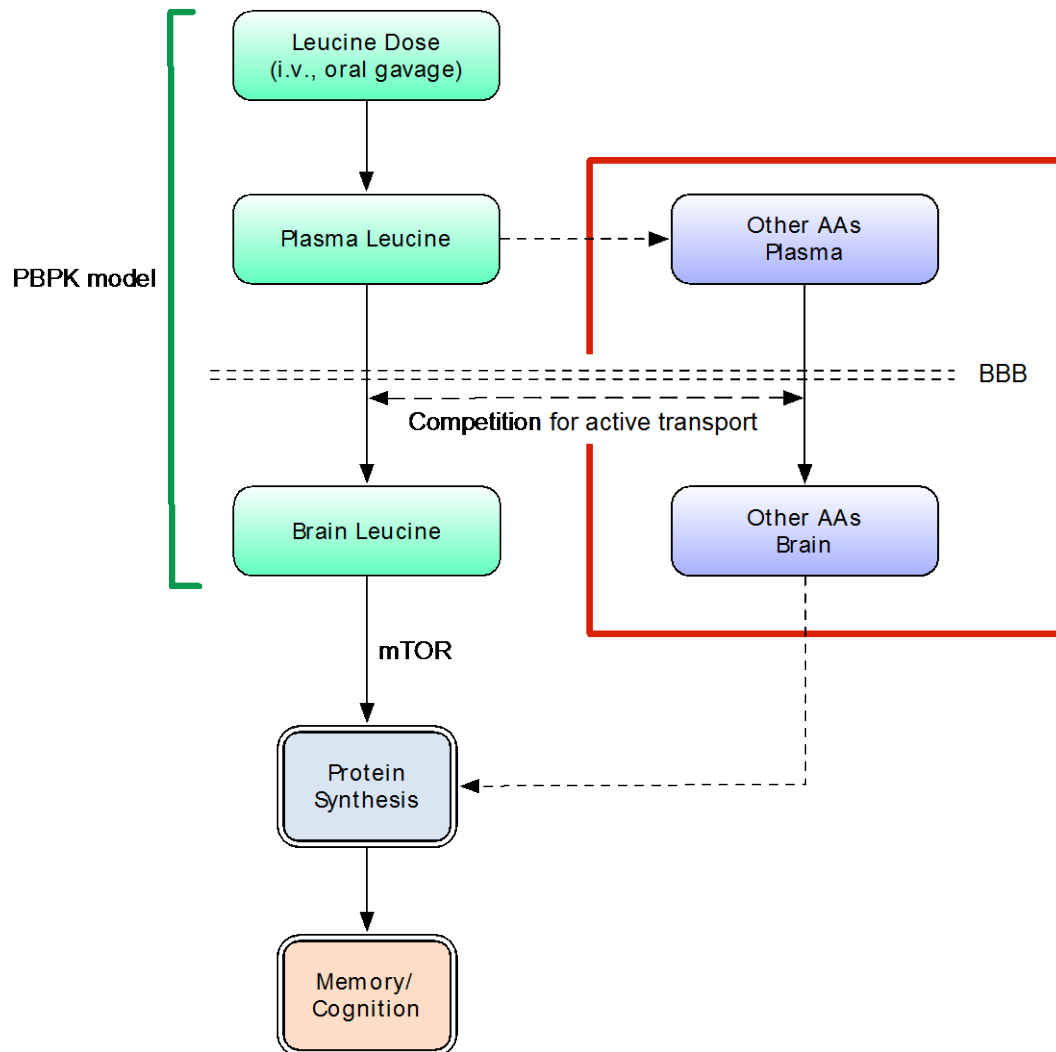 Leucine Dose
(i.v., oral gavage)
Plasma Leucine
Other AAs
Plasma
PBPK model
BBB
Competition for active transport
Brain Leucine
Other AAs
Brain
mTOR
Protein
Synthesis
Memory/
Cognition